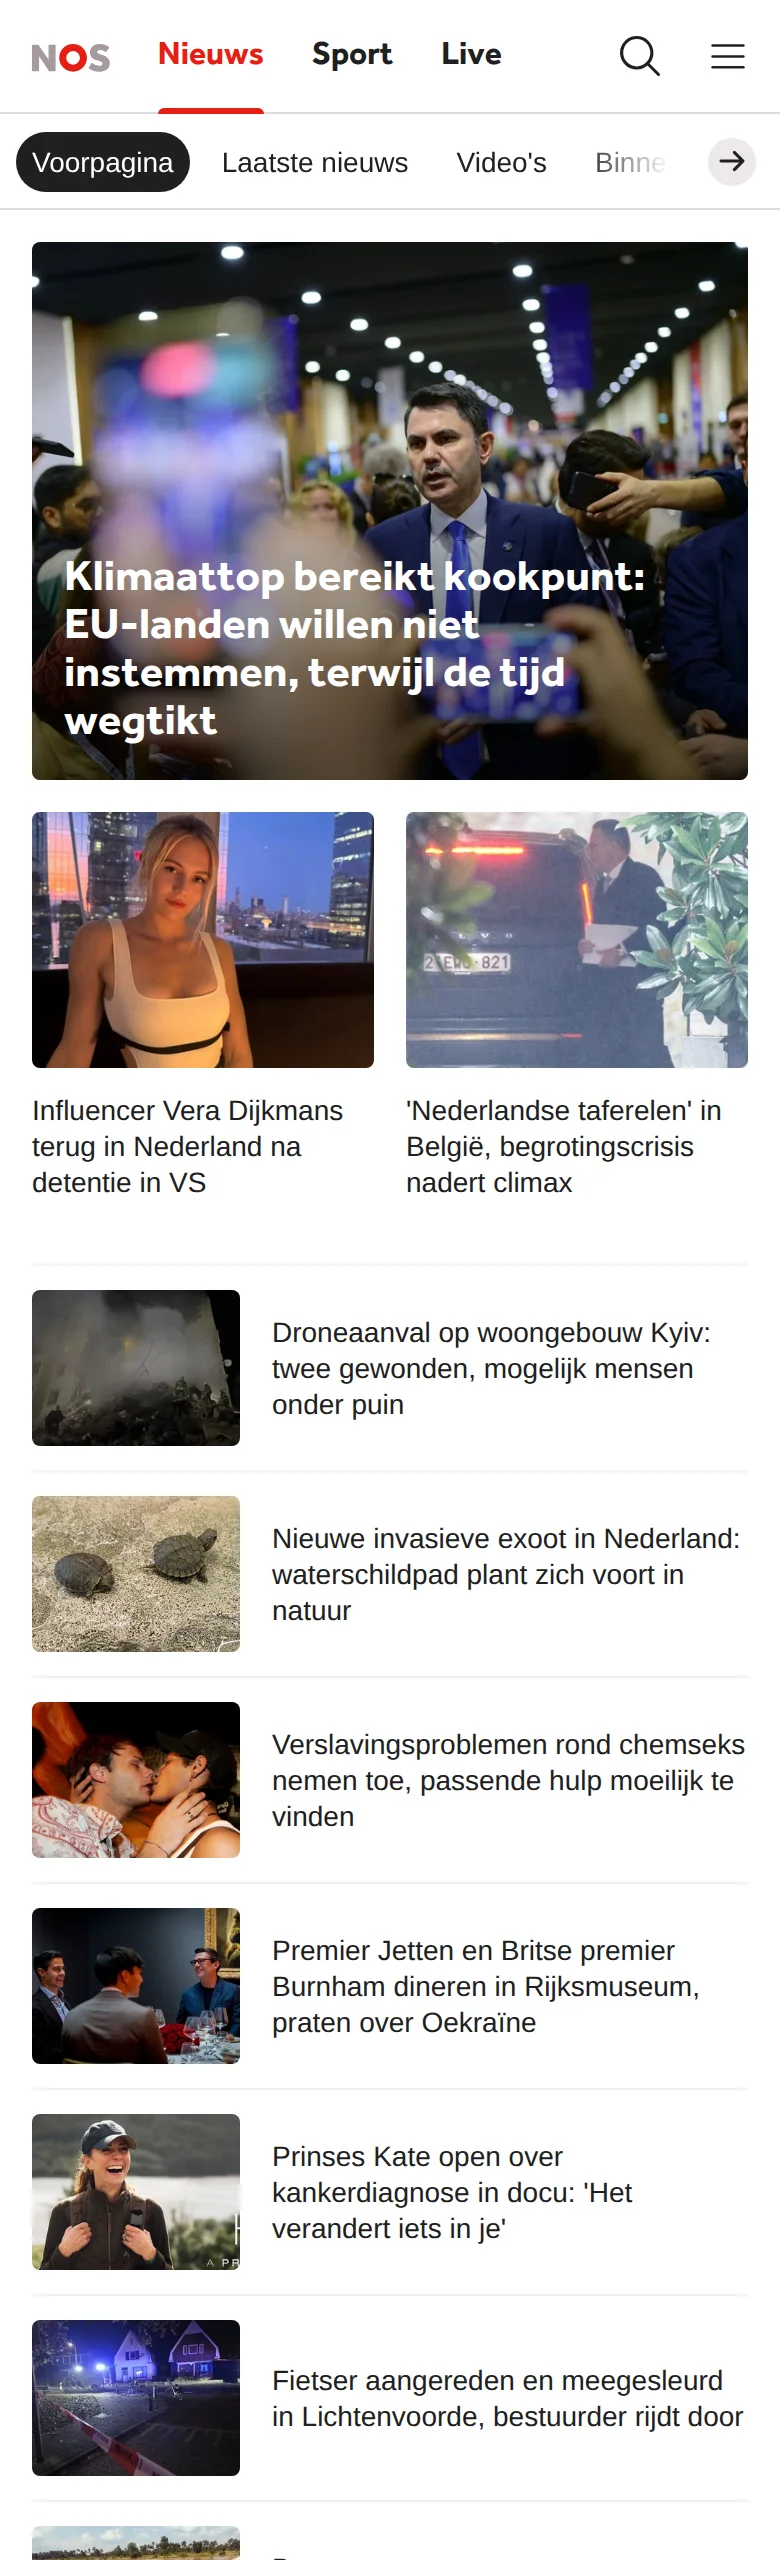 NOS Nieuws Sport Live
Voorpagina Laatste nieuws Video's Binne
Klimaattop bereikt kookpunt:
EU-landen willen niet
instemmen, terwijl de tijd
wegtikt
VOLVO
821
Influencer Vera Dijkmans
terug in Nederland na
detentie in VS
'Nederlandse taferelen' in
België, begrotingscrisis
nadert climax
Droneaanval op woongebouw Kyiv:
twee gewonden, mogelijk mensen
onder puin
Nieuwe invasieve exoot in Nederland:
waterschildpad plant zich voort in
natuur
Verslavingsproblemen rond chemseks
nemen toe, passende hulp moeilijk te
vinden
Premier Jetten en Britse premier
Burnham dineren in Rijksmuseum,
praten over Oekraïne
Prinses Kate open over
kankerdiagnose in docu: 'Het
verandert iets in je'
A PR
Fietser aangereden en meegesleurd
in Lichtenvoorde, bestuurder rijdt door